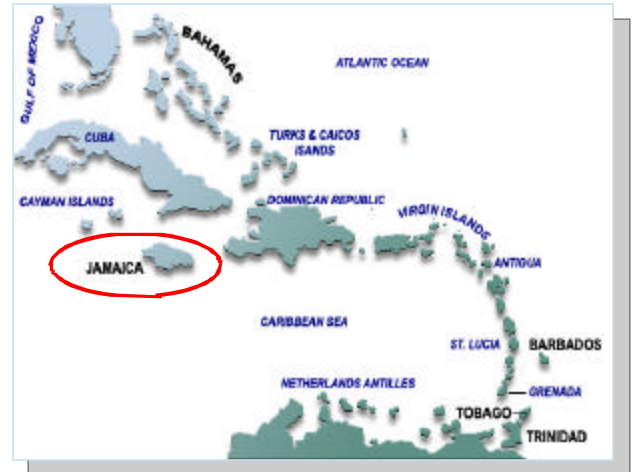 GULF OF MEXICO
BAHAMAS
ATLANTIC OCEAN
CUBA
TURKS & CAICOS
ISANDS
CAYMAN ISLANDS
DOMINICAN REPUBLIC
VIRGIN ISLANDS
JAMAICA
ANTIGUA
CARIBBEAN SEA
ST. LUCIA
BARBADOS
NETHERLANDS ANTILLES
GRENADA
TOBAGO
TRINIDAD